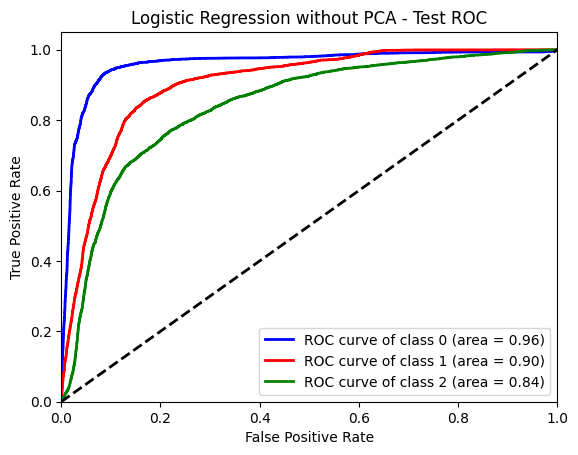 Logistic Regression without PCA - Test ROC
True Positive Rate
1.0
0.8
0.6
0.4
0.2
0.0
ROC curve of class 0 (area = 0.96)
ROC curve of class 1 (area = 0.90)
ROC curve of class 2 (area = 0.84)
0.0 0.2 0.4 0.6 0.8 1.0
False Positive Rate